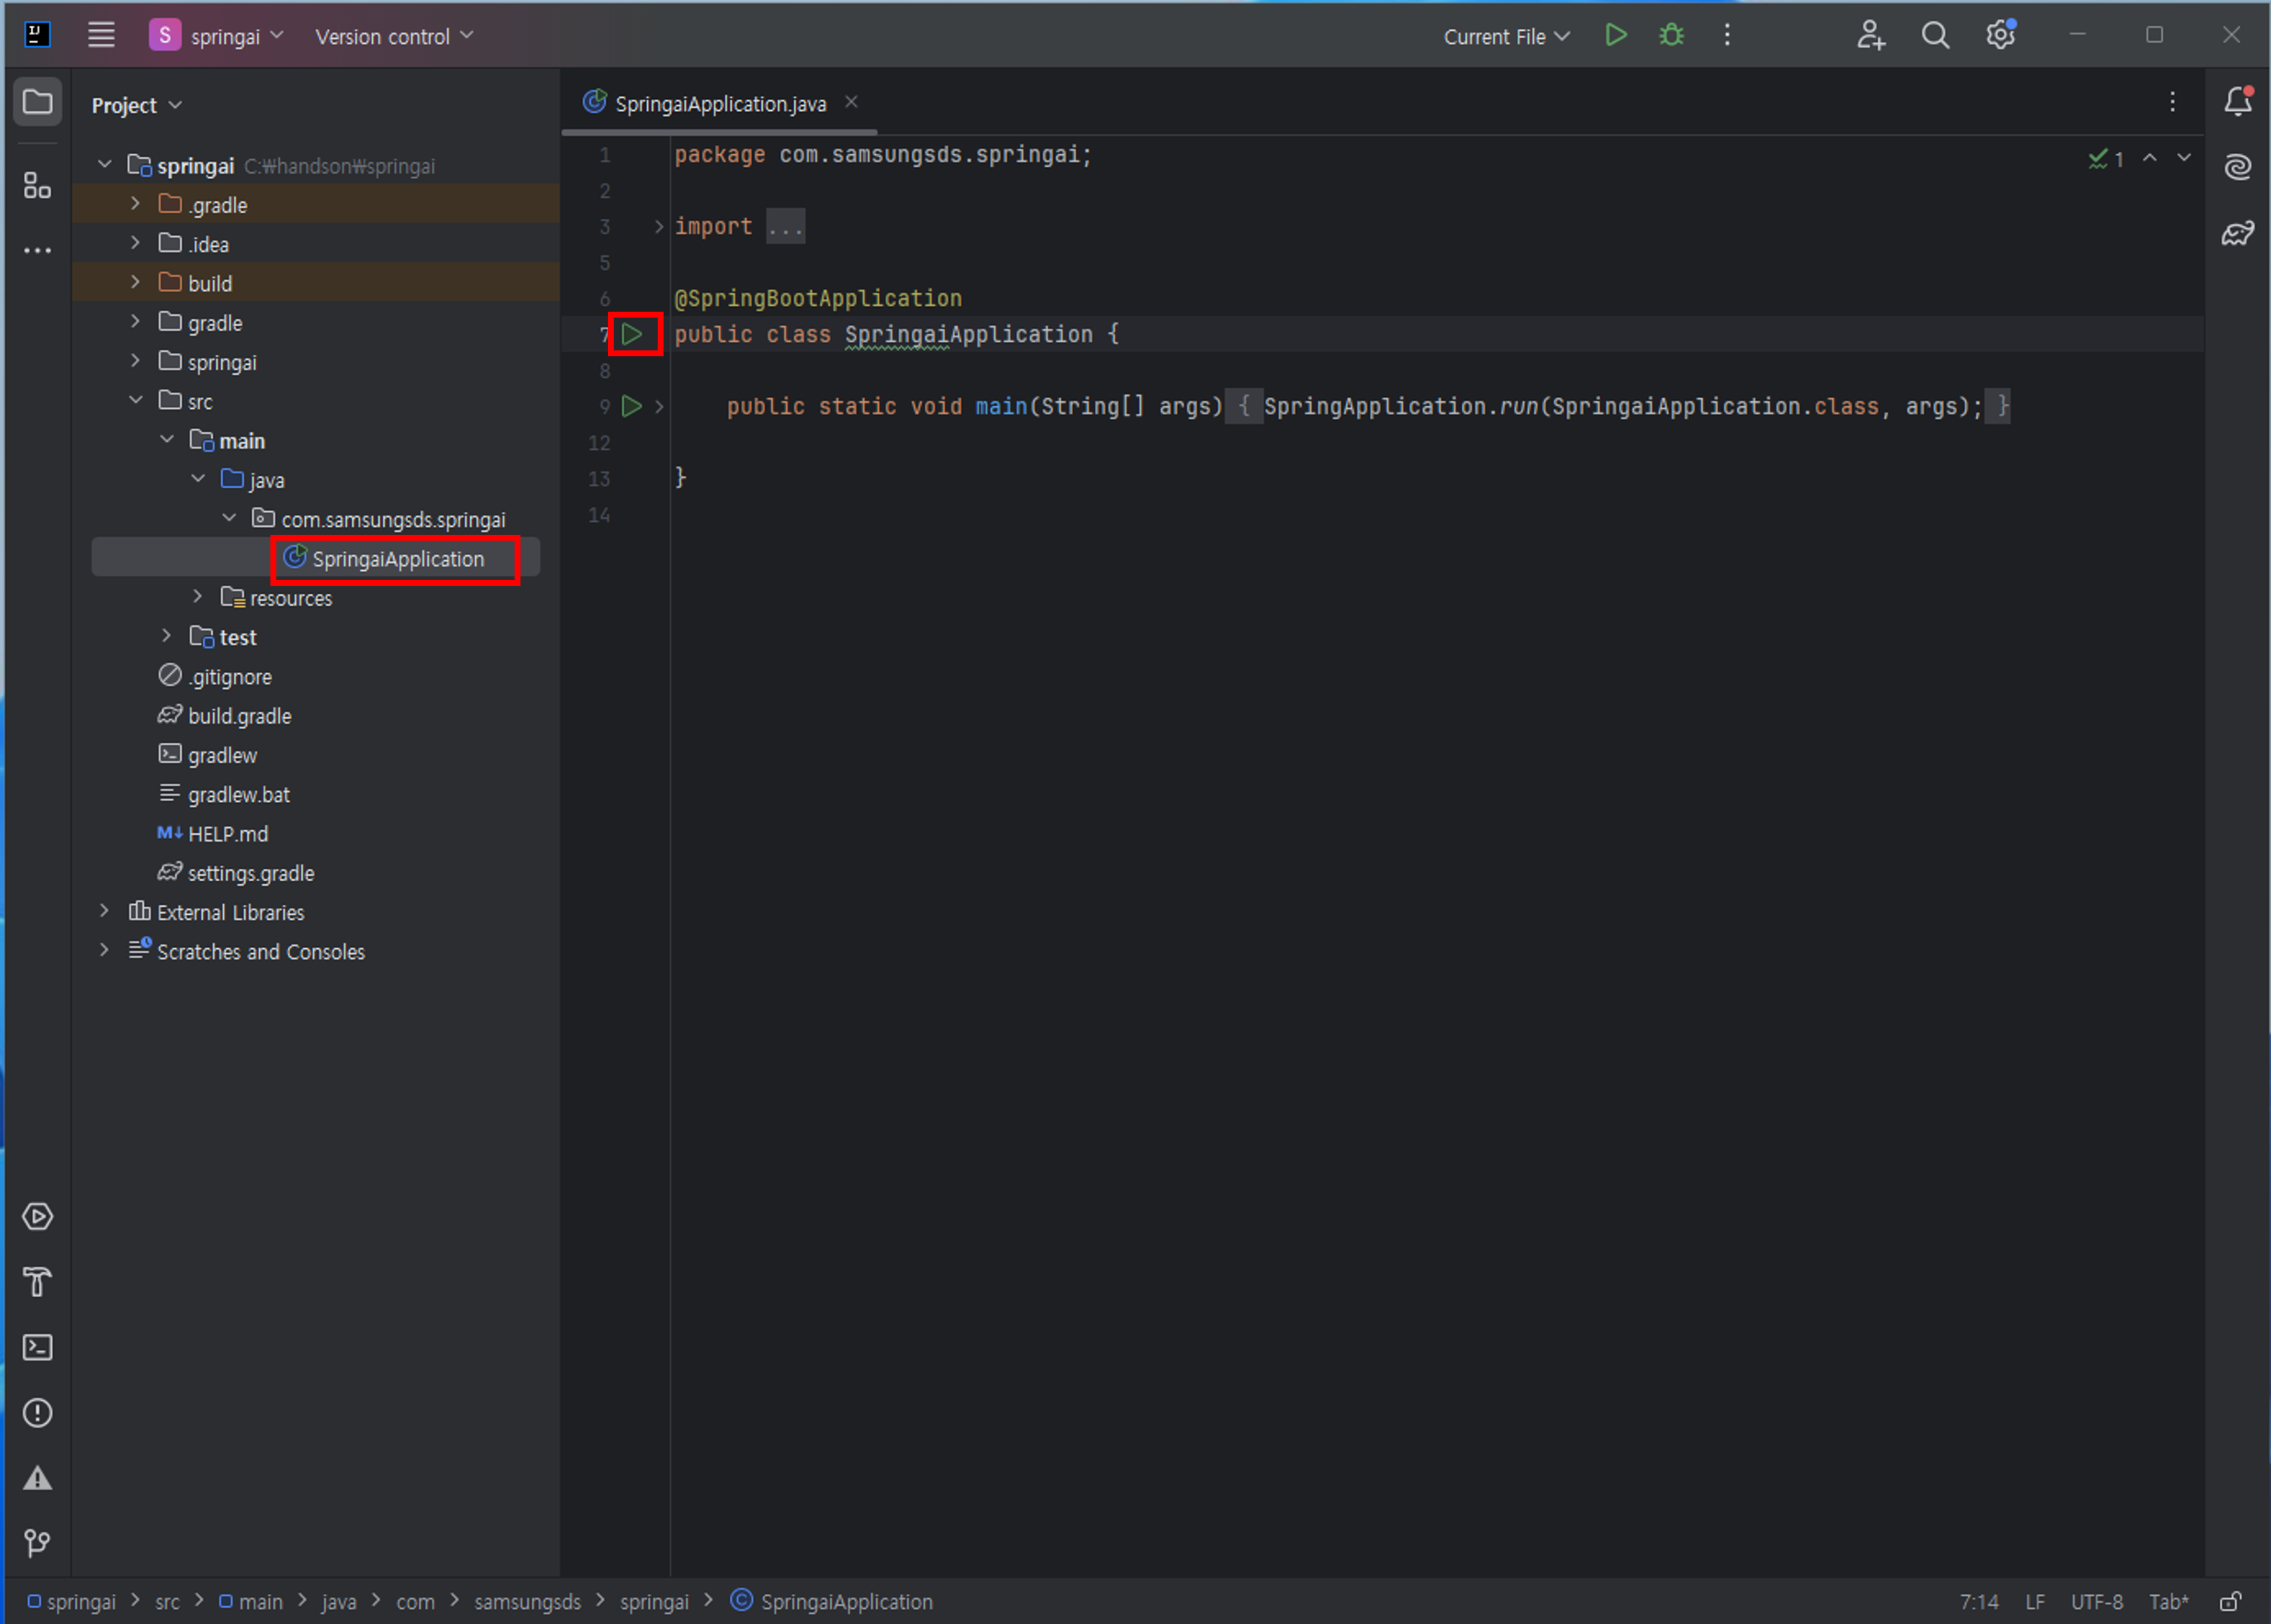 S springai Version control Current File
Project
SpringaiApplication.java
springai C:₩handson₩springai
.gradle
.idea
build
gradle
springai
src
main
java
com.samsungsds.springai
SpringaiApplication
resources
test
.gitignore
build.gradle
gradlew
gradlew.bat
M↓ HELP.md
settings.gradle
External Libraries
Scratches and Consoles
1 package com.samsungsds.springai;
2
3 import ...
5
6 @SpringBootApplication
7 public class SpringaiApplication {
8
9 public static void main(String[] args) { SpringApplication.run(SpringaiApplication.class, args); }
12
13 }
14
1
springai > src > main > java > com > samsungsds > springai > SpringaiApplication
7:14 LF UTF-8 Tab*